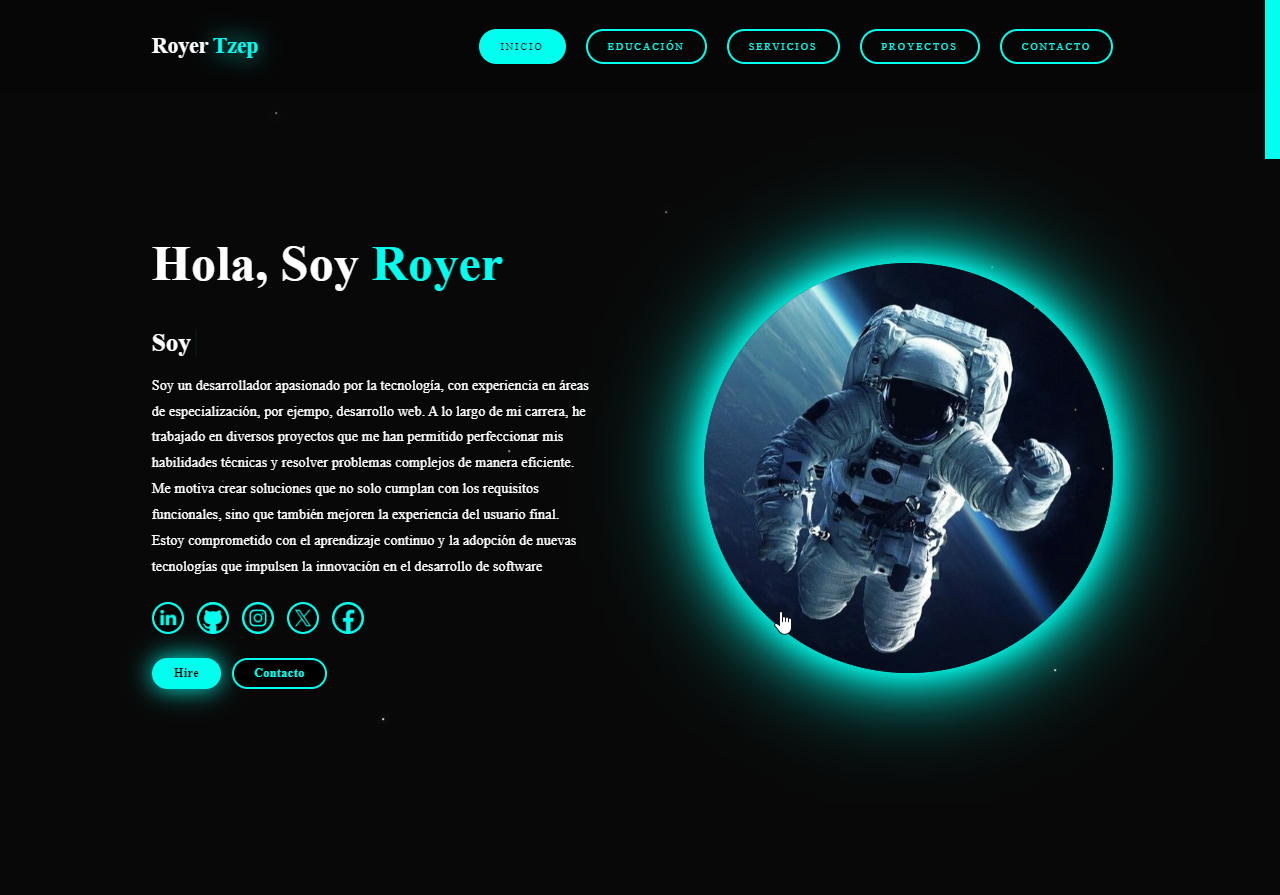 Royer Tzep
INICIO
EDUCACIÓN
SERVICIOS
PROYECTOS
CONTACTO
Hola, Soy Royer
Soy
Soy un desarrollador apasionado por la tecnología, con experiencia en áreas
de especialización, por ejempo, desarrollo web. A lo largo de mi carrera, he
trabajado en diversos proyectos que me han permitido perfeccionar mis
habilidades técnicas y resolver problemas complejos de manera efíciente.
Me motiva crear soluciones que no solo cumplan con los requisitos
funcionales, sino que también mejoren la experiencia del usuario fínal.
Estoy comprometido con el aprendizaje continuo y la adopción de nuevas
tecnologías que impulsen la innovación en el desarrollo de software
Hire
Contacto